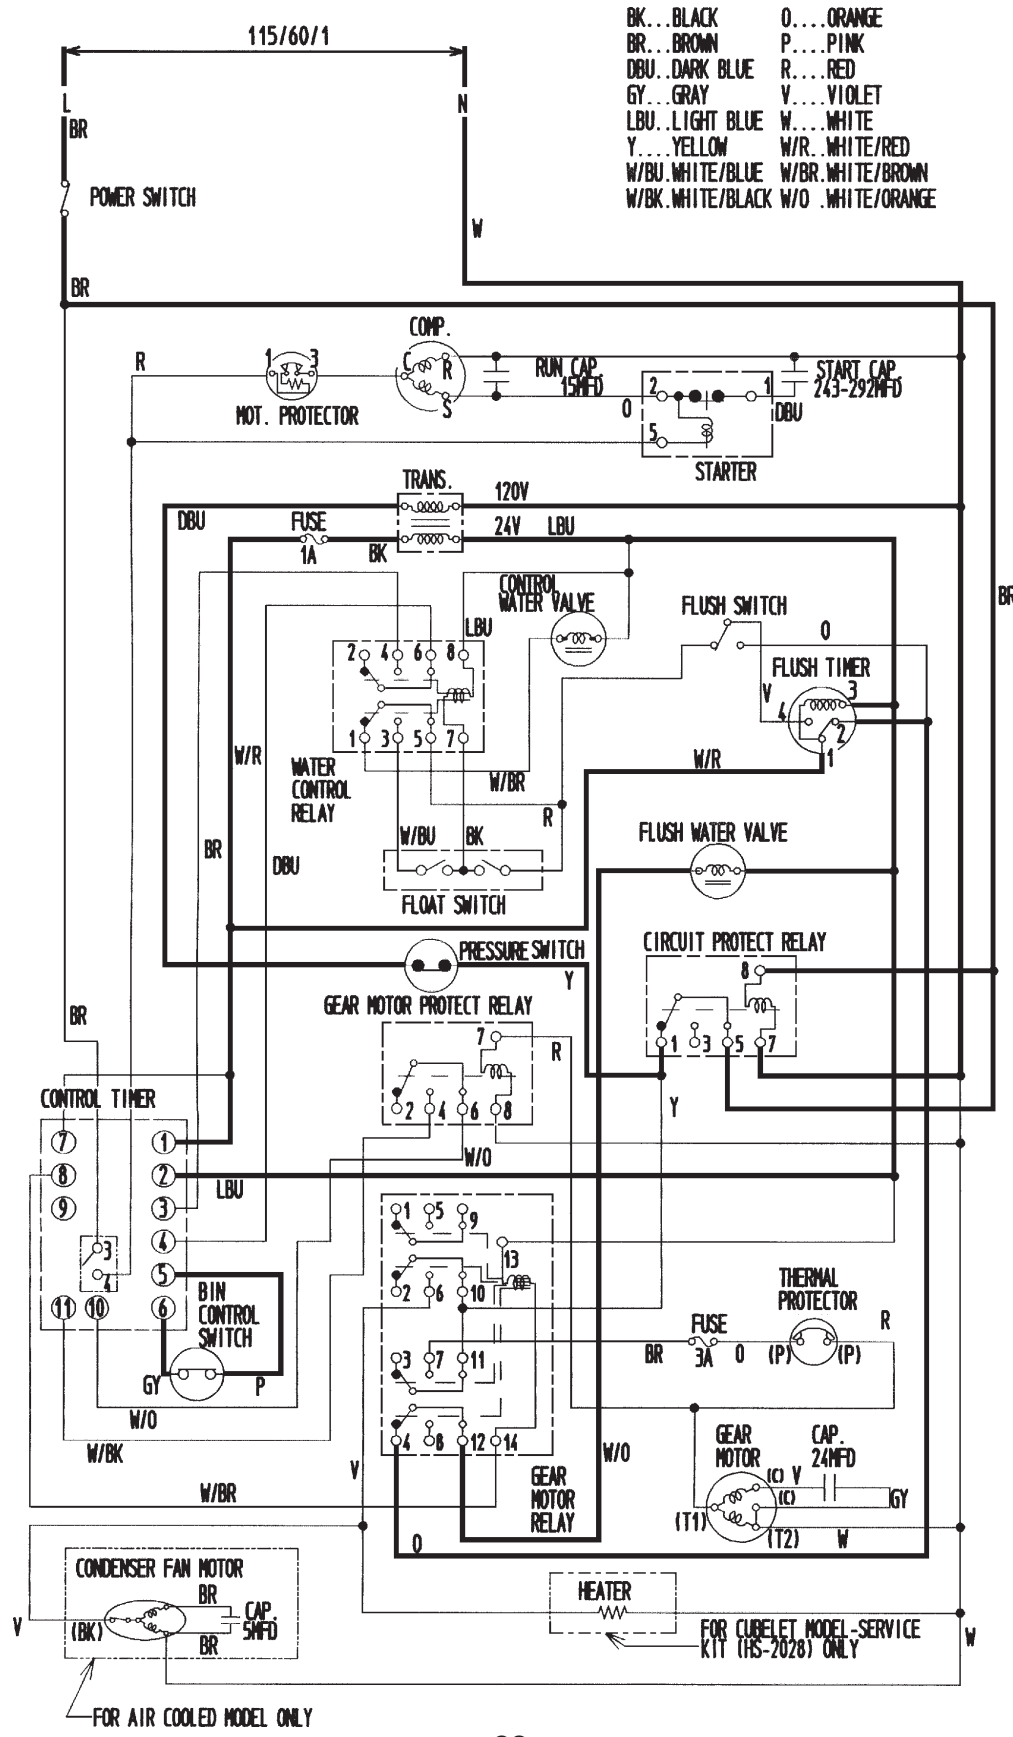 115/60/1
BK...BLACK O....ORANGE
BR...BROWN P....PINK
DBU..DARK BLUE R....RED
GY...GRAY V....VIOLET
LBU..LIGHT BLUE W....WHITE
Y....YELLOW W/R..WHITE/RED
W/BU.WHITE/BLUE W/BR.WHITE/BROWN
W/BK.WHITE/BLACK W/O .WHITE/ORANGE
L
N
BR
POWER SWITCH
W
BR
COMP.
R
1 3
C
R
S
MOT. PROTECTOR
RUN CAP.
15MFD
START CAP.
243-292MFD
O
2 1
DBU
5
STARTER
TRANS.
120V
DBU
FUSE
1A
BK
24V LBU
CONTROL
WATER VALVE
FLUSH SWITCH
BR
LBU
O
2 4 6 8
FLUSH TIMER
V
3
4
2
1
1 3 5 7
W/R
WATER
CONTROL
RELAY
W/BR
W/R
R
W/BU BK
FLUSH WATER VALVE
BR
DBU
FLOAT SWITCH
CIRCUIT PROTECT RELAY
PRESSURE SWITCH
Y
8
GEAR MOTOR PROTECT RELAY
BR
7
R
1 3 5 7
CONTROL TIMER
2 4 6 8
Y
7 1
W/O
8 2
LBU
9 3
1 5 9
4
3
13
4
5
2 6 10
BIN
CONTROL
SWITCH
THERMAL
PROTECTOR
11 10 6
FUSE
3A
R
3 7 11
BR
O
(P) (P)
GY
P
W/O
W/BK
4 8 12 14
W/O
GEAR
MOTOR
CAP.
24MFD
V
(C) V
(C)
GY
W/BR
GEAR
MOTOR
RELAY
(T1)
(T2)
W
O
CONDENSER FAN MOTOR
BR
CAP.
5MFD
V
(BK)
BR
HEATER
FOR CUBELET MODEL-SERVICE
KIT (HS-2028) ONLY
W
FOR AIR COOLED MODEL ONLY